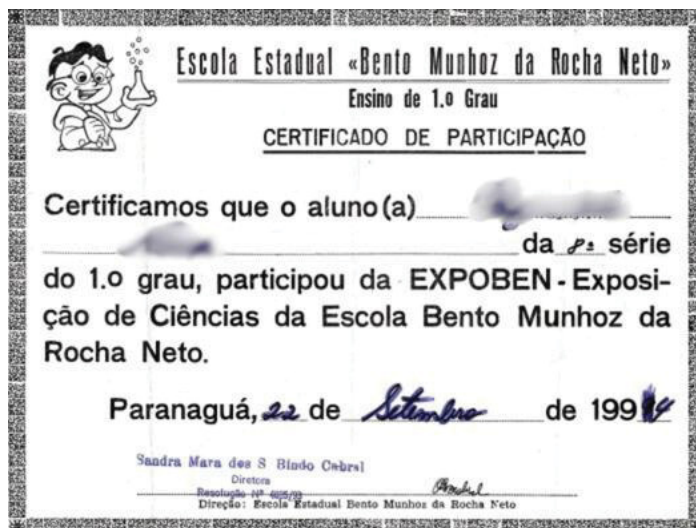 Escola Estadual «Bento Munhoz da Rocha Neto»
Ensino de 1.o Grau
CERTIFICADO DE PARTICIPAÇÃO
Certificamos que o aluno(a)
da 8ª série
do 1.o grau, participou da EXPOBEN - Exposi-
ção de Ciências da Escola Bento Munhoz da
Rocha Neto.
Paranaguá, 22 de Setembro de 1994
Sandra Mara dos S Bindo Cabral
Diretora
Resolução Nº
Direção: Escola Estadual Bento Munhoz da Rocha Neto